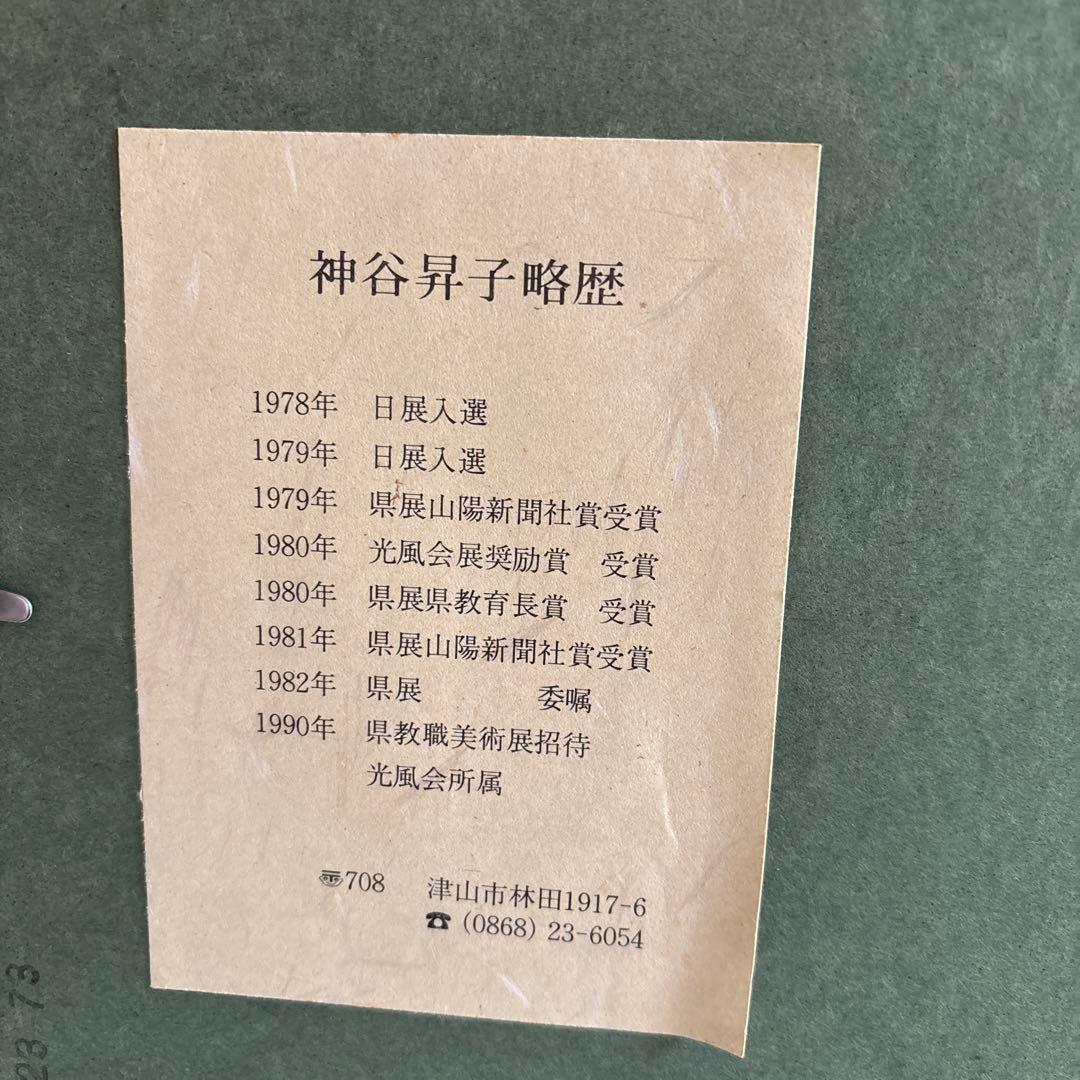 神谷昇子略歴
1978年 日展入選
1979年 日展入選
1979年 県展山陽新聞社賞受賞
1980年 光風会展奨励賞 受賞
1980年 県展県教育長賞 受賞
1981年 県展山陽新聞社賞受賞
1982年 県展 委嘱
1990年 県教職美術展招待
光風会所属
〠708 津山市林田1917-6
☎ (0868) 23-6054
23 73